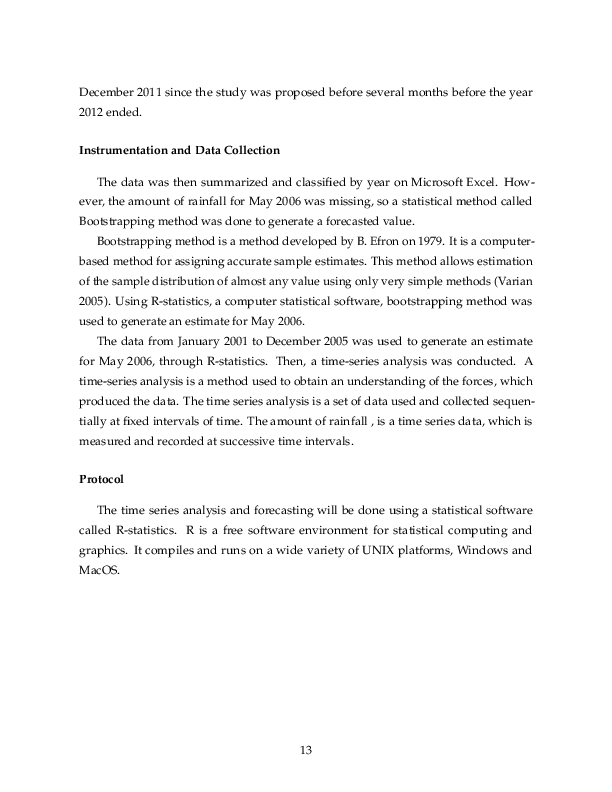 December 2011 since the study was proposed before several months before the year
2012 ended.
Instrumentation and Data Collection
The data was then summarized and classified by year on Microsoft Excel. How-
ever, the amount of rainfall for May 2006 was missing, so a statistical method called
Bootstrapping method was done to generate a forecasted value.
Bootstrapping method is a method developed by B. Efron on 1979. It is a computer-
based method for assigning accurate sample estimates. This method allows estimation
of the sample distribution of almost any value using only very simple methods (Varian
2005). Using R-statistics, a computer statistical software, bootstrapping method was
used to generate an estimate for May 2006.
The data from January 2001 to December 2005 was used to generate an estimate
for May 2006, through R-statistics. Then, a time-series analysis was conducted. A
time-series analysis is a method used to obtain an understanding of the forces, which
produced the data. The time series analysis is a set of data used and collected sequen-
tially at fixed intervals of time. The amount of rainfall , is a time series data, which is
measured and recorded at successive time intervals.
Protocol
The time series analysis and forecasting will be done using a statistical software
called R-statistics. R is a free software environment for statistical computing and
graphics. It compiles and runs on a wide variety of UNIX platforms, Windows and
MacOS.
13